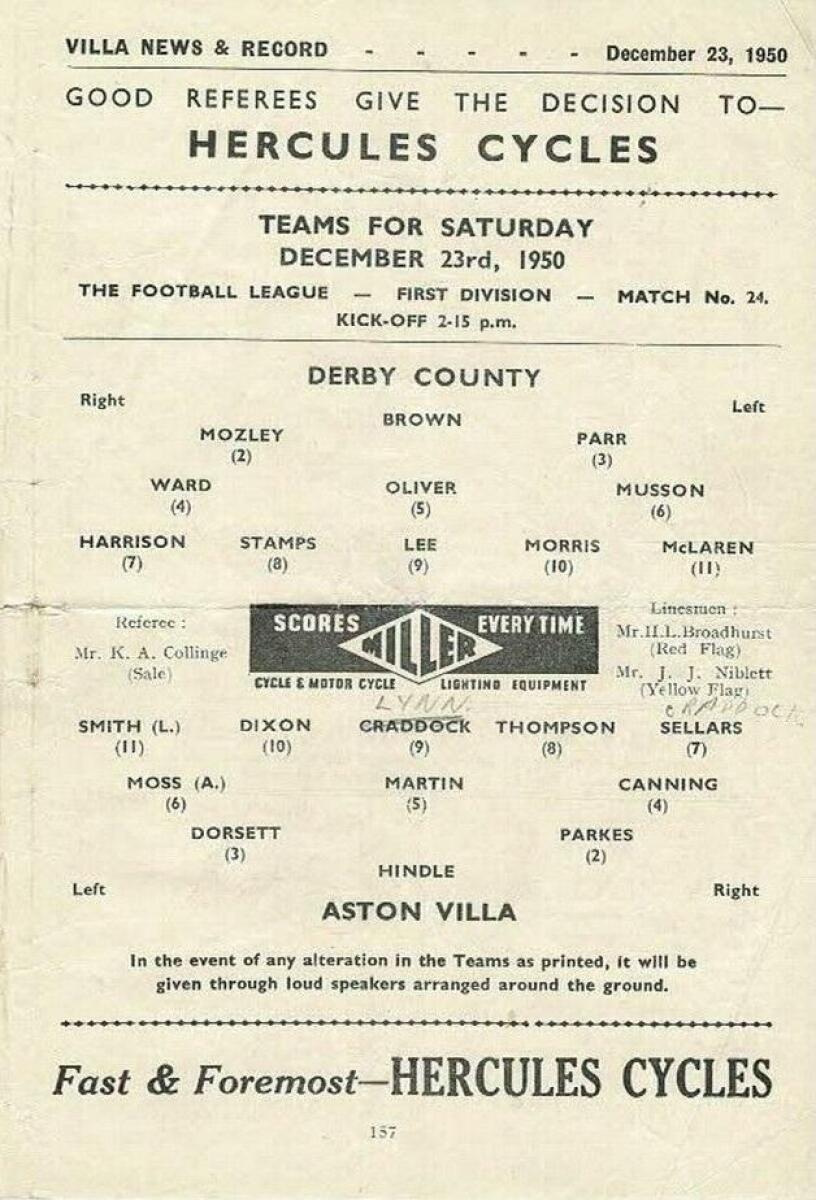 VILLA NEWS & RECORD - - - - - December 23, 1950
GOOD REFEREES GIVE THE DECISION TO—
HERCULES CYCLES
TEAMS FOR SATURDAY
DECEMBER 23rd, 1950
THE FOOTBALL LEAGUE — FIRST DIVISION — MATCH No. 24.
KICK-OFF 2-15 p.m.
DERBY COUNTY
Right Left
BROWN
MOZLEY PARR
(2) (3)
WARD OLIVER MUSSON
(4) (5) (6)
HARRISON STAMPS LEE MORRIS McLAREN
(7) (8) (9) (10) (11)
Referee :
Mr. K. A. Collinge
(Sale)
SCORES MILLER EVERY TIME
CYCLE & MOTOR CYCLE LIGHTING EQUIPMENT
Linesmen :
Mr.H.L.Broadhurst
(Red Flag)
Mr. J. J. Niblett
(Yellow Flag)
LYNN. CRADDOCK
SMITH (L.) DIXON CRADDOCK THOMPSON SELLARS
(11) (10) (9) (8) (7)
MOSS (A.) MARTIN CANNING
(6) (5) (4)
DORSETT PARKES
(3) (2)
HINDLE
Left Right
ASTON VILLA
In the event of any alteration in the Teams as printed, it will be
given through loud speakers arranged around the ground.
Fast & Foremost—HERCULES CYCLES
157